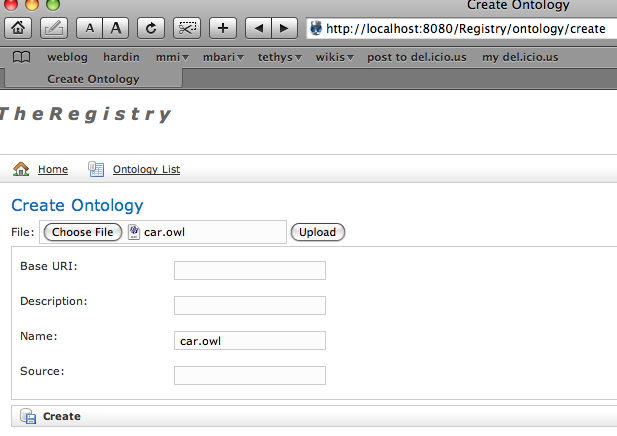 Create Ontology
A A C + http://localhost:8080/Registry/ontology/create
weblog hardin mmi mbari tethys wikis post to del.icio.us my del.icio.us
Create Ontology
TheRegistry
Home Ontology List
Create Ontology
File: Choose File car.owl Upload
Base URI:
Description:
Name: car.owl
Source:
Create